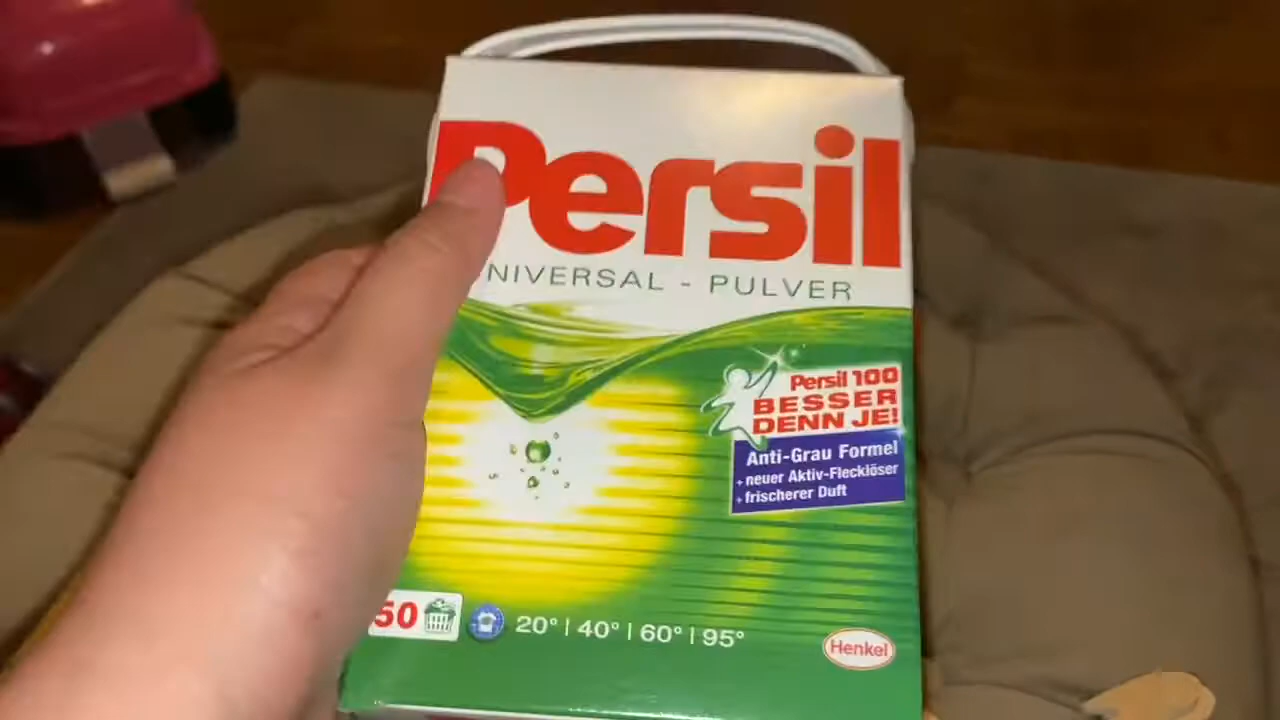 Persil
UNIVERSAL - PULVER
Persil 100
BESSER
DENN JE!
Anti-Grau Formel
+ neuer Aktiv-Flecklöser
+ frischerer Duft
50
20° | 40° | 60° | 95°
Henkel